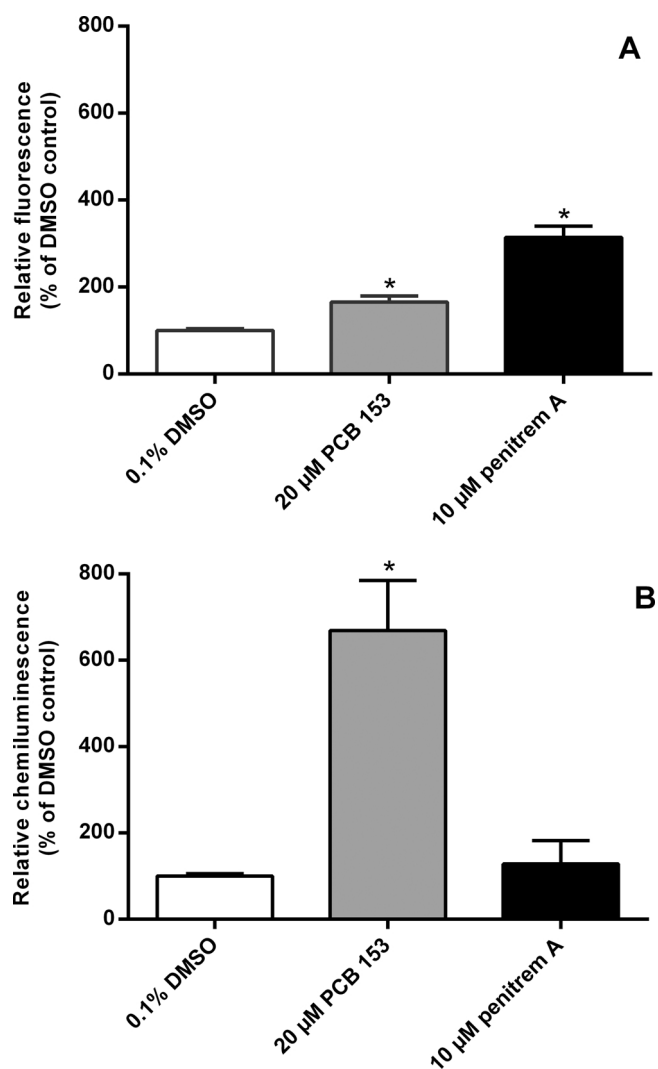 A
Relative fluorescence
(% of DMSO control)
800
600
400
200
0
*
*
0.1% DMSO
20 µM PCB 153
10 µM penitrem A
B
Relative chemiluminescence
(% of DMSO control)
800
600
400
200
0
*
0.1% DMSO
20 µM PCB 153
10 µM penitrem A